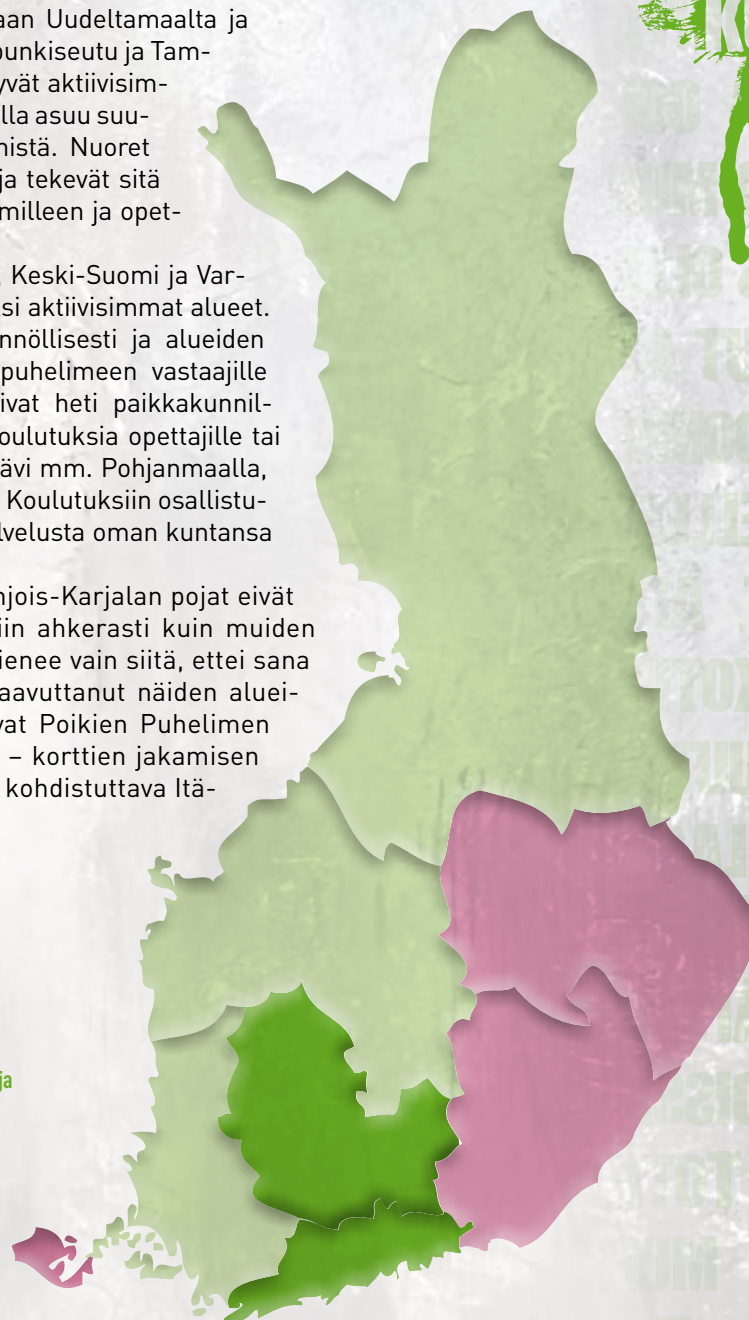 aan Uudeltamaalta ja
punkiseutu ja Tam-
yvät aktiivisim-
lla asuu suu-
nistä. Nuoret
ja tekevät sitä
milleen ja opet-
Keski-Suomi ja Var-
si aktiivisimmat alueet.
nnöllisesti ja alueiden
puhelimeen vastaajille
ivat heti paikkakunnil-
oulutuksia opettajille tai
ävi mm. Pohjanmaalla,
Koulutuksiin osallistu-
lvelusta oman kuntansa
hjois-Karjalan pojat eivät
iin ahkerasti kuin muiden
ienee vain siitä, ettei sana
aavuttanut näiden aluei-
vat Poikien Puhelimen
– korttien jakamisen
kohdistuttava Itä-
ja